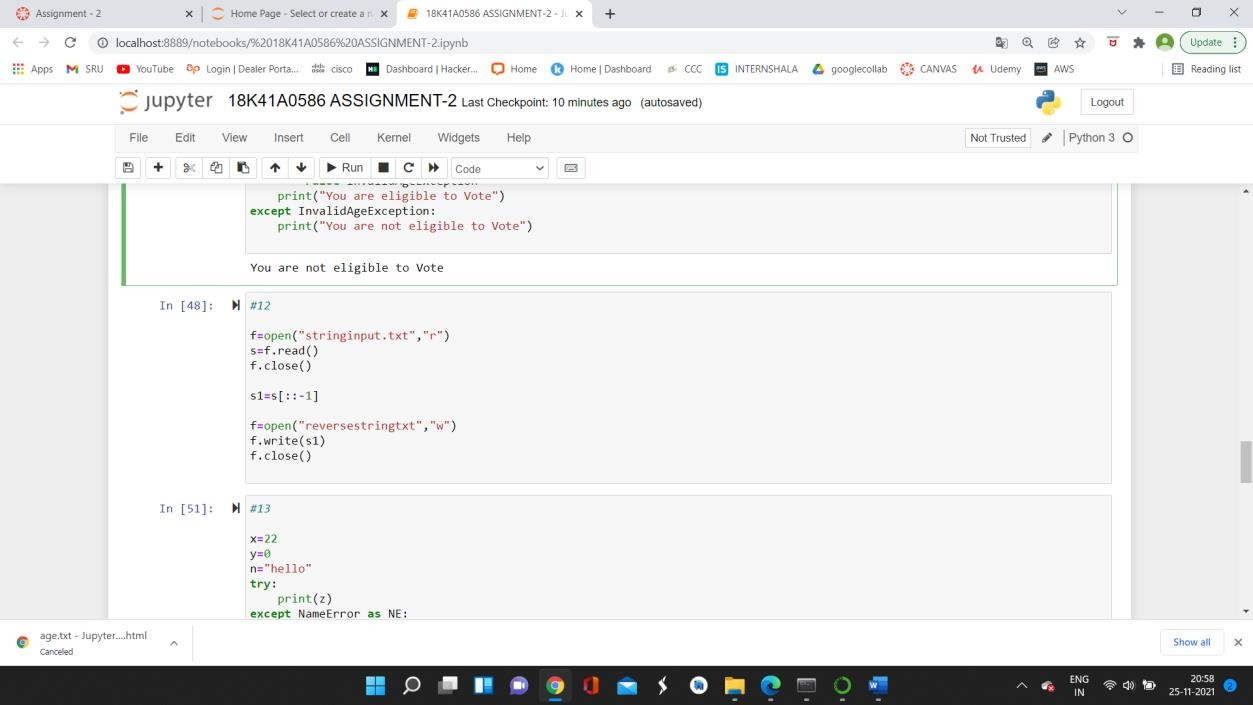 Assignment - 2
Home Page - Select or create a n
18K41A0586 ASSIGNMENT-2 - Ju
localhost:8889/notebooks/%2018K41A0586%20ASSIGNMENT-2.ipynb
Update
Apps
SRU
YouTube
Login | Dealer Porta...
cisco
Dashboard | Hacker...
Home
Home | Dashboard
CCC
INTERNSHALA
googlecollab
CANVAS
Udemy
AWS
Reading list
jupyter 18K41A0586 ASSIGNMENT-2 Last Checkpoint: 10 minutes ago (autosaved)
Logout
File Edit View Insert Cell Kernel Widgets Help
Not Trusted
Python 3
Run
Code
raise InvalidAgeException
print("You are eligible to Vote")
except InvalidAgeException:
print("You are not eligible to Vote")
You are not eligible to Vote
In [48]:
#12
f=open("stringinput.txt","r")
s=f.read()
f.close()
s1=s[::-1]
f=open("reversestringtxt","w")
f.write(s1)
f.close()
In [51]:
#13
x=22
y=0
n="hello"
try:
print(z)
except NameError as NE:
age.txt - Jupyter....html
Canceled
Show all
ENG
IN
20:58
25-11-2021
2